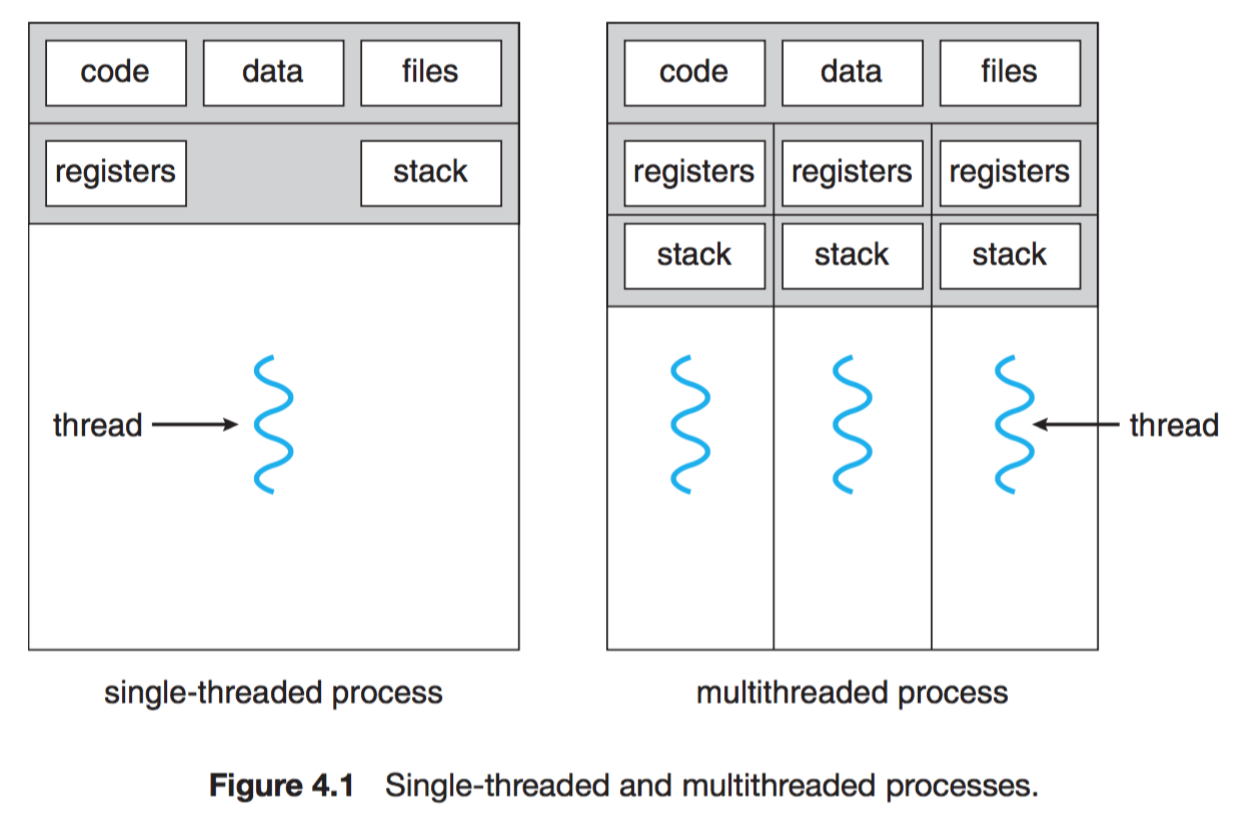 code data files
registers stack
thread
single-threaded process
code data files
registers registers registers
stack stack stack
thread
multithreaded process
Figure 4.1 Single-threaded and multithreaded processes.